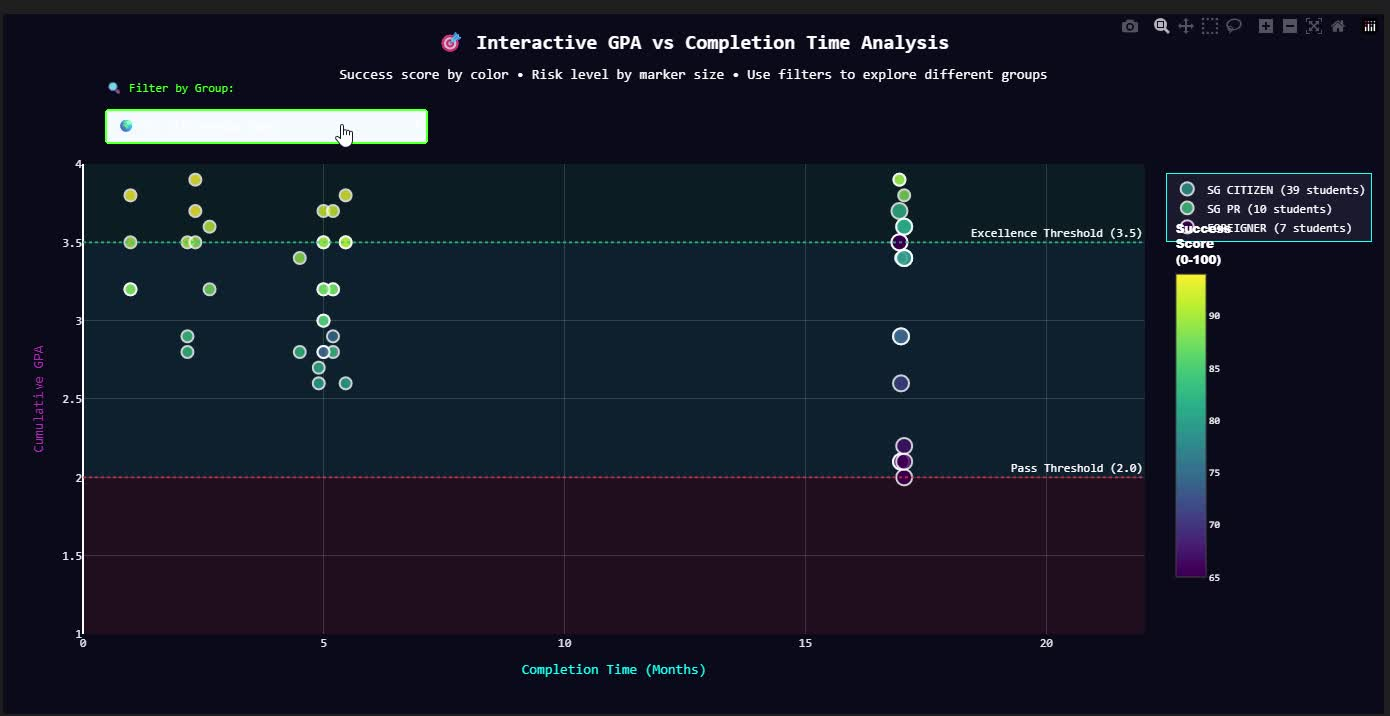 🎯 Interactive GPA vs Completion Time Analysis
Success score by color • Risk level by marker size • Use filters to explore different groups
🔍 Filter by Group:
SG CITIZEN (39 students)
SG PR (10 students)
FOREIGNER (7 students)
Success
Score
(0-100)
90
85
80
75
70
65
Excellence Threshold (3.5)
Pass Threshold (2.0)
Cumulative GPA
4
3.5
3
2.5
2
1.5
1
0
5
10
15
20
Completion Time (Months)